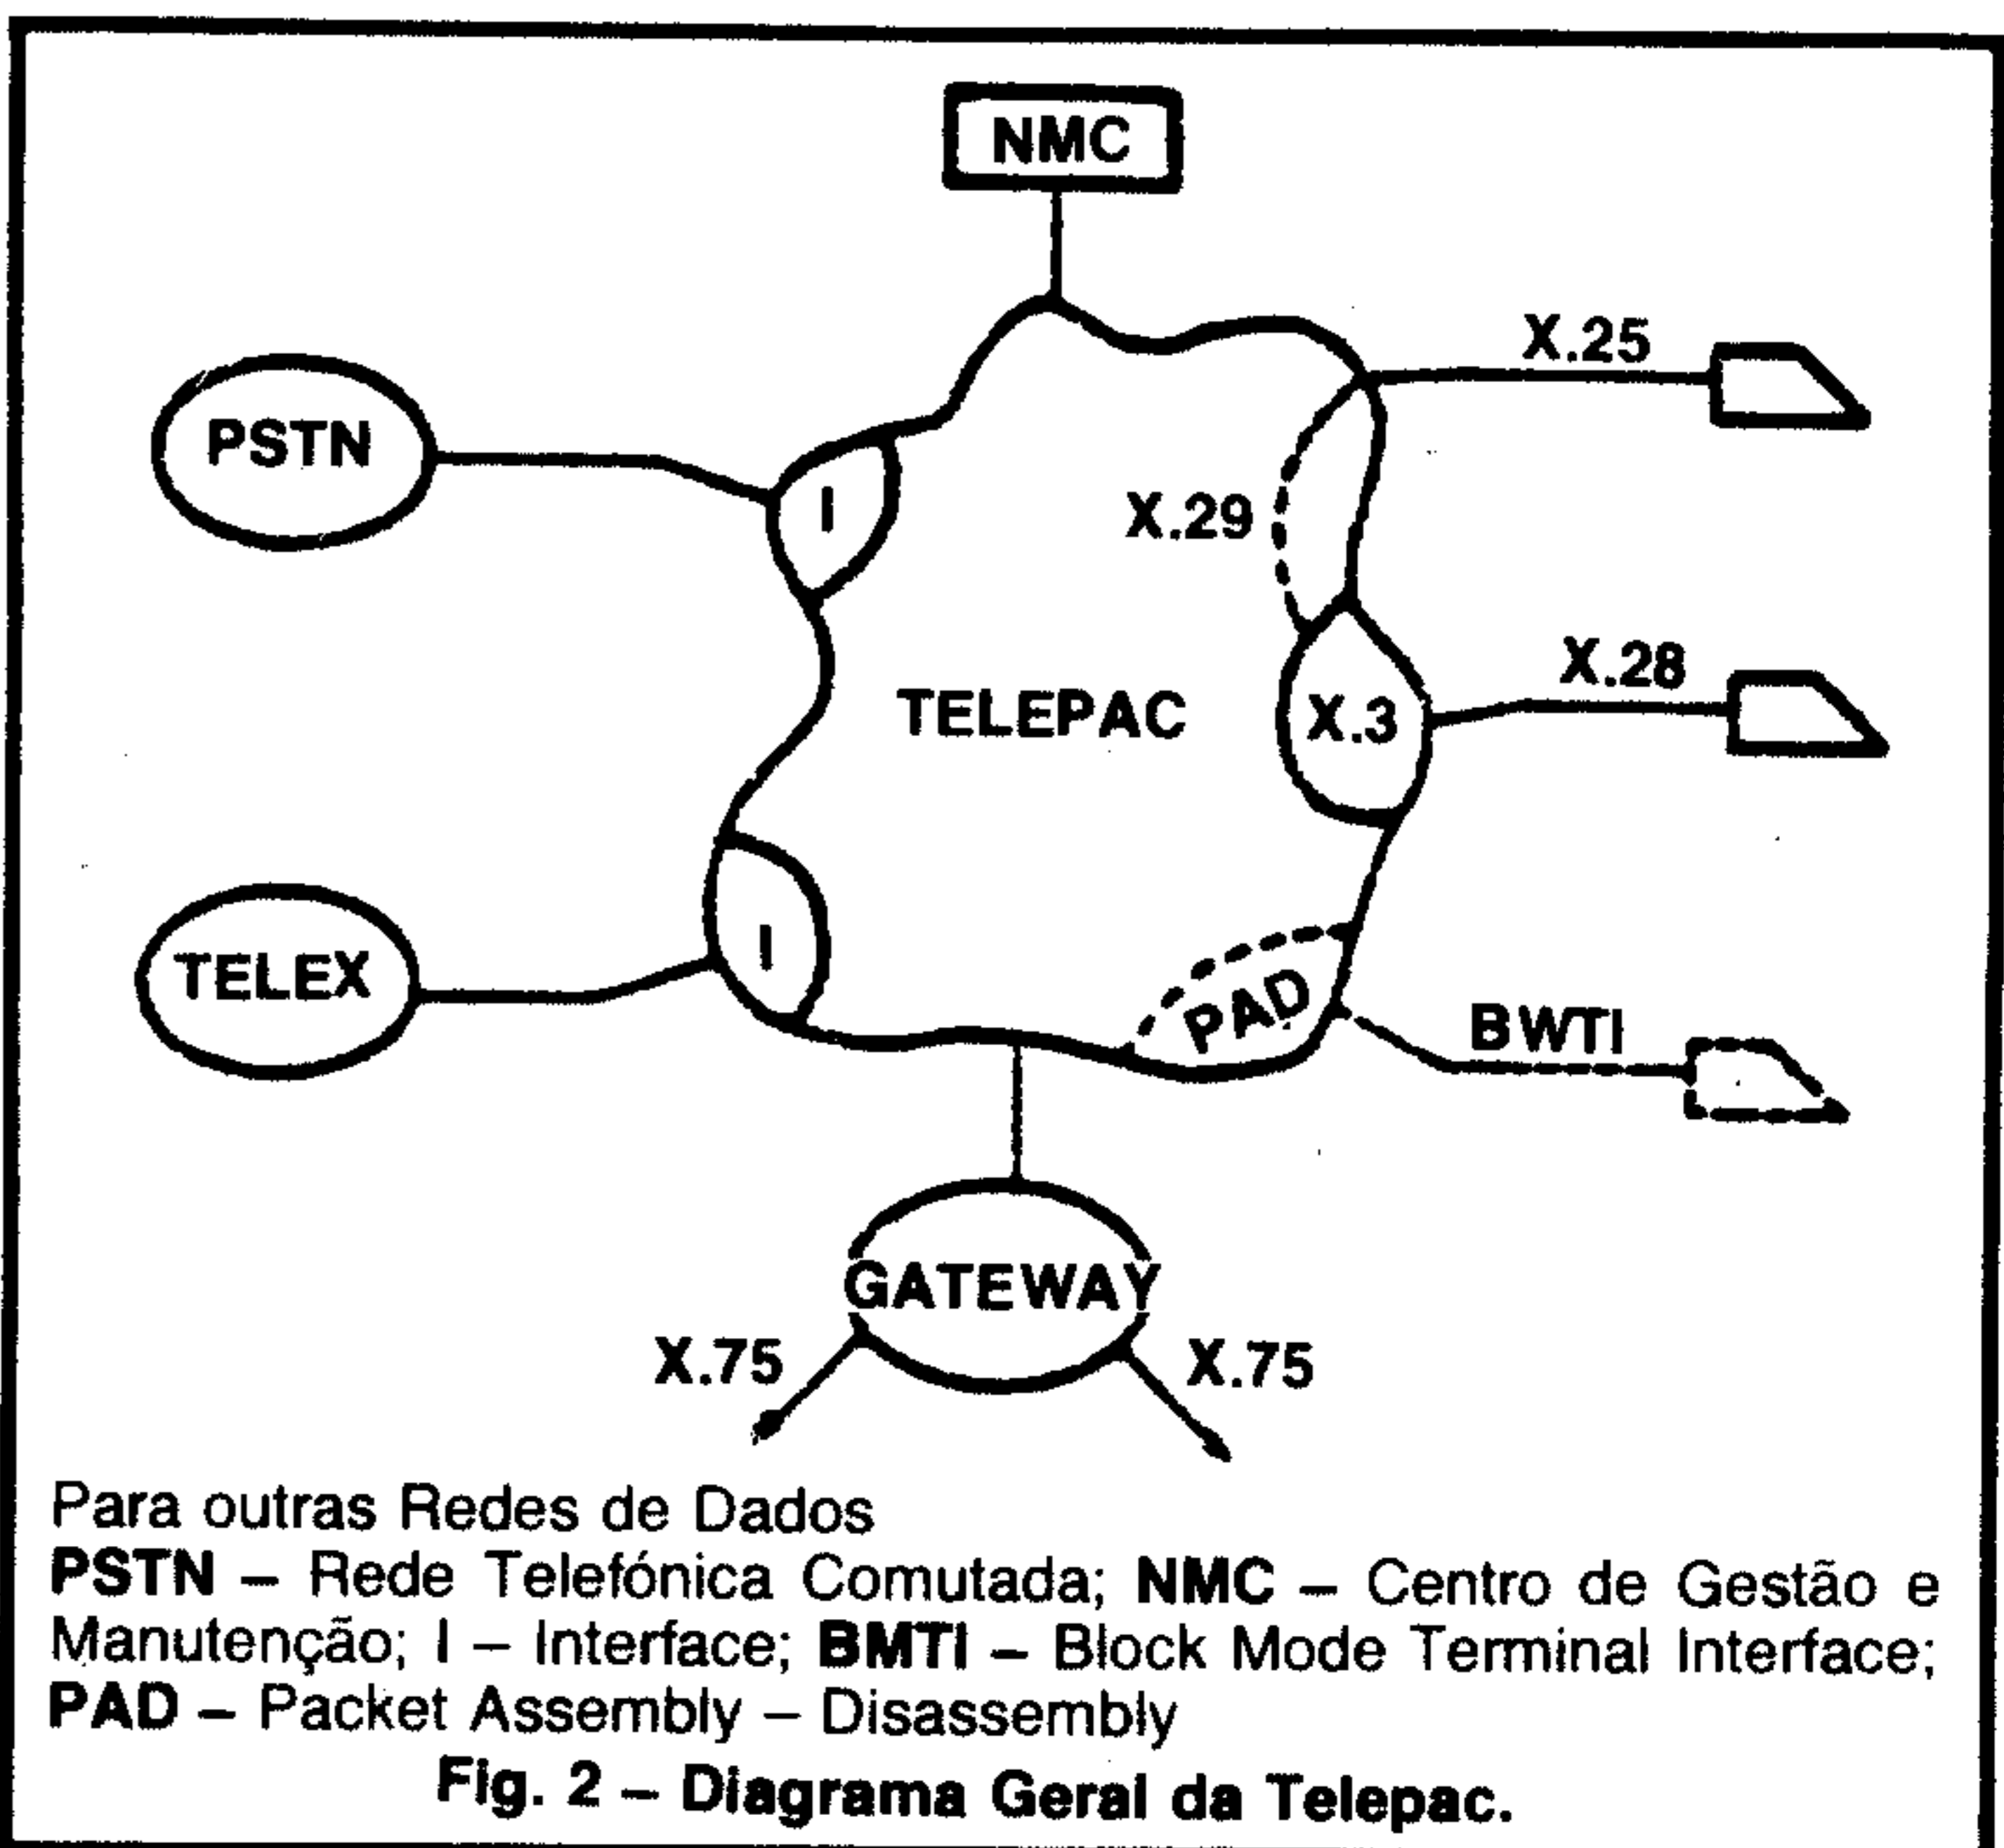 NMC
X.25
PSTN
I
X.29
X.28
TELEPAC
X.3
TELEX
I
PAD
BWTI
GATEWAY
X.75
X.75
Para outras Redes de Dados
PSTN – Rede Telefónica Comutada; NMC – Centro de Gestão e
Manutenção; I – Interface; BMTI – Block Mode Terminal Interface;
PAD – Packet Assembly – Disassembly
Fig. 2 – Diagrama Geral da Telepac.